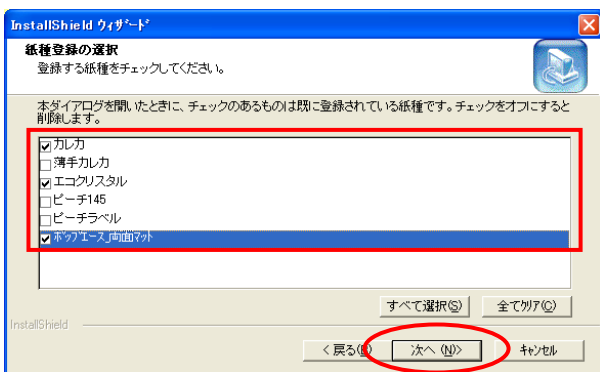 InstallShield ウィザード
紙種登録の選択
登録する紙種をチェックしてください。
本ダイアログを開いたときに、チェックのあるものは既に登録されている紙種です。チェックをオフにすると
削除します。
カレカ
薄手カレカ
エコクリスタル
ピーチ145
ピーチラベル
ポップエース」両面マット
すべて選択(S) 全てクリア(C)
InstallShield
< 戻る(B) 次へ (N)> キャンセル